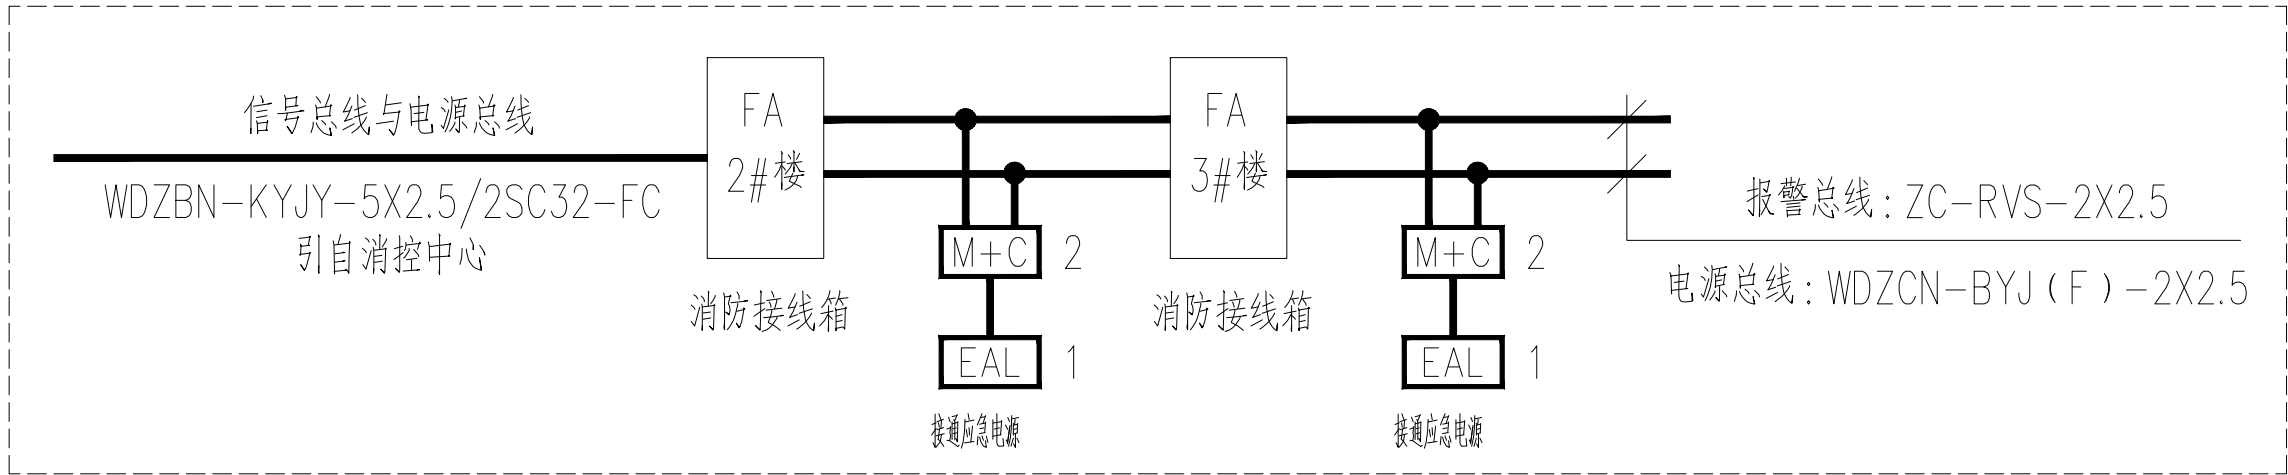 信号总线与电源总线
WDZBN-KYJY-5X2.5/2SC32-FC
引自消控中心
FA
2#楼
消防接线箱
M+C 2
EAL 1
接通应急电源
FA
3#楼
消防接线箱
M+C 2
EAL 1
接通应急电源
报警总线:ZC-RVS-2X2.5
电源总线:WDZCN-BYJ(F)-2X2.5